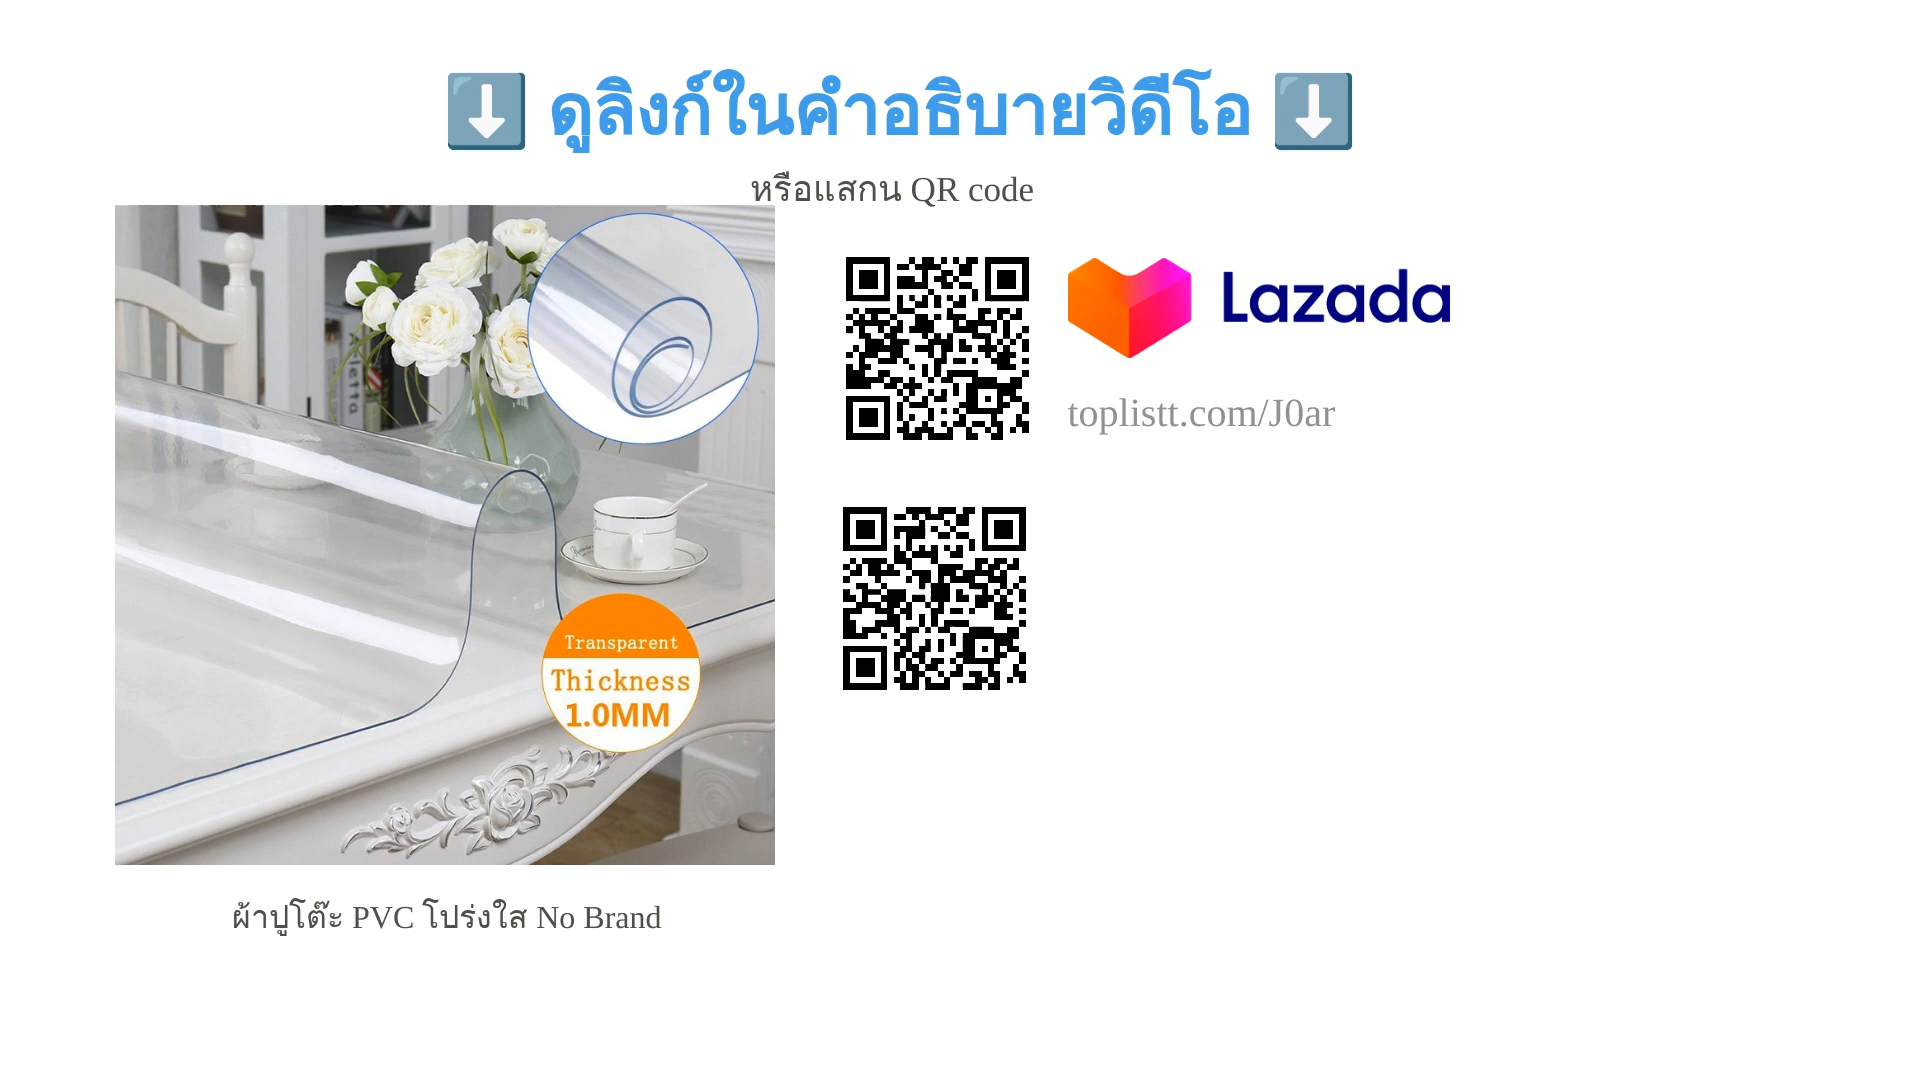 ⬇️ ดูลิงก์ในคำอธิบายวิดีโอ ⬇️
หรือแสกน QR code
Lazada
toplistt.com/J0ar
Transparent
Thickness
1.0MM
ผ้าปูโต๊ะ PVC โปร่งใส No Brand